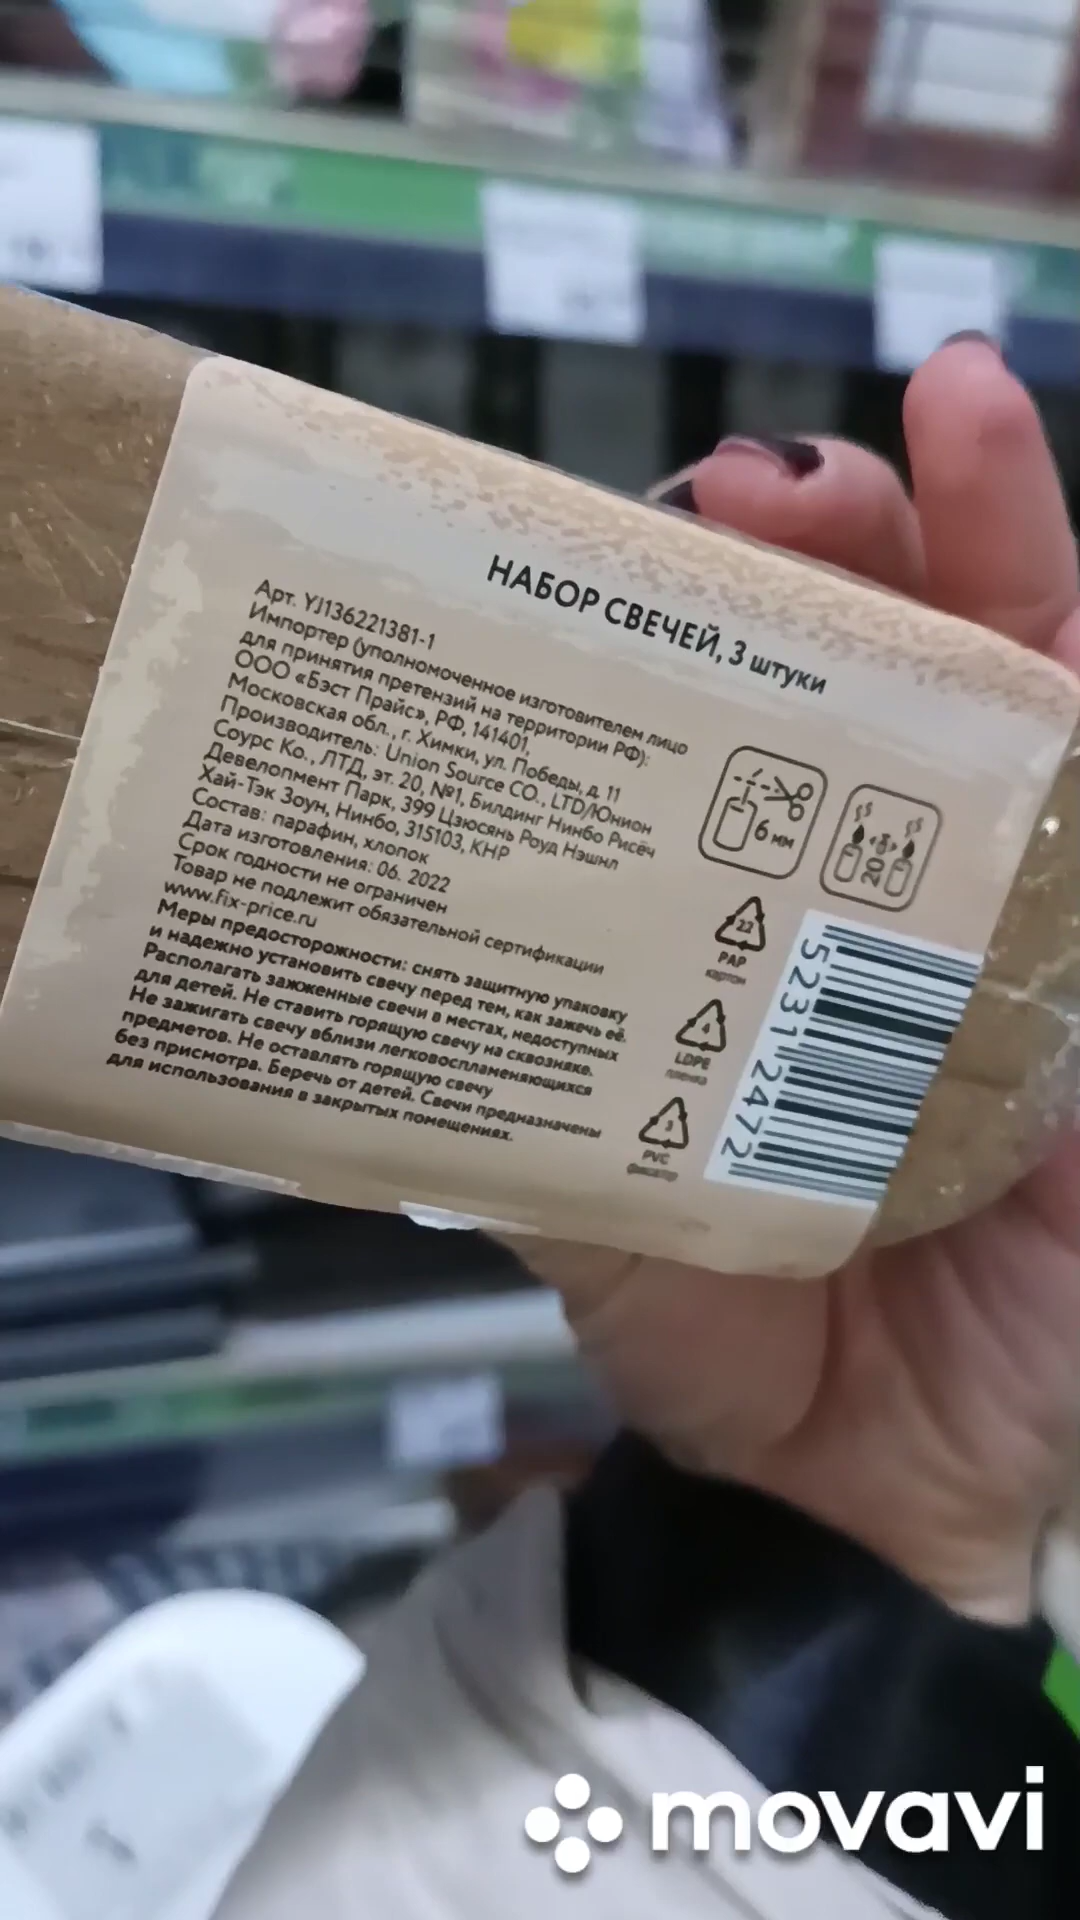 НАБОР СВЕЧЕЙ, 3 штуки
Арт. YJ136221381-1
Импортер (уполномоченное изготовителем лицо
для принятия претензий на территории РФ):
ООО «Бэст Прайс», РФ, 141401,
Московская обл., г. Химки, ул. Победы, д. 11
Производитель: Union Source CO., LTD/Юнион
Соурс Ко., ЛТД, эт. 20, №1, Билдинг Нинбо Рисёч
Девелопмент Парк, 399 Цзюсянь Роуд Нэшнл
Хай-Тэк Зоун, Нинбо, 315103, КНР
Состав: парафин, хлопок
Дата изготовления: 06. 2022
Срок годности не ограничен
Товар не подлежит обязательной сертификации
www.fix-price.ru
Меры предосторожности: снять защитную упаковку
и надежно установить свечу перед тем, как зажечь её.
Располагать зажженные свечи в местах, недоступных
для детей. Не ставить горящую свечу на сквозняке.
Не зажигать свечу вблизи легковоспламеняющихся
предметов. Не оставлять горящую свечу
без присмотра. Беречь от детей. Свечи предназначены
для использования в закрытых помещениях.
6 мм
20
22
PAP
картон
4
LDPE
пленка
3
PVC
фиксатор
5231 2472
movavi